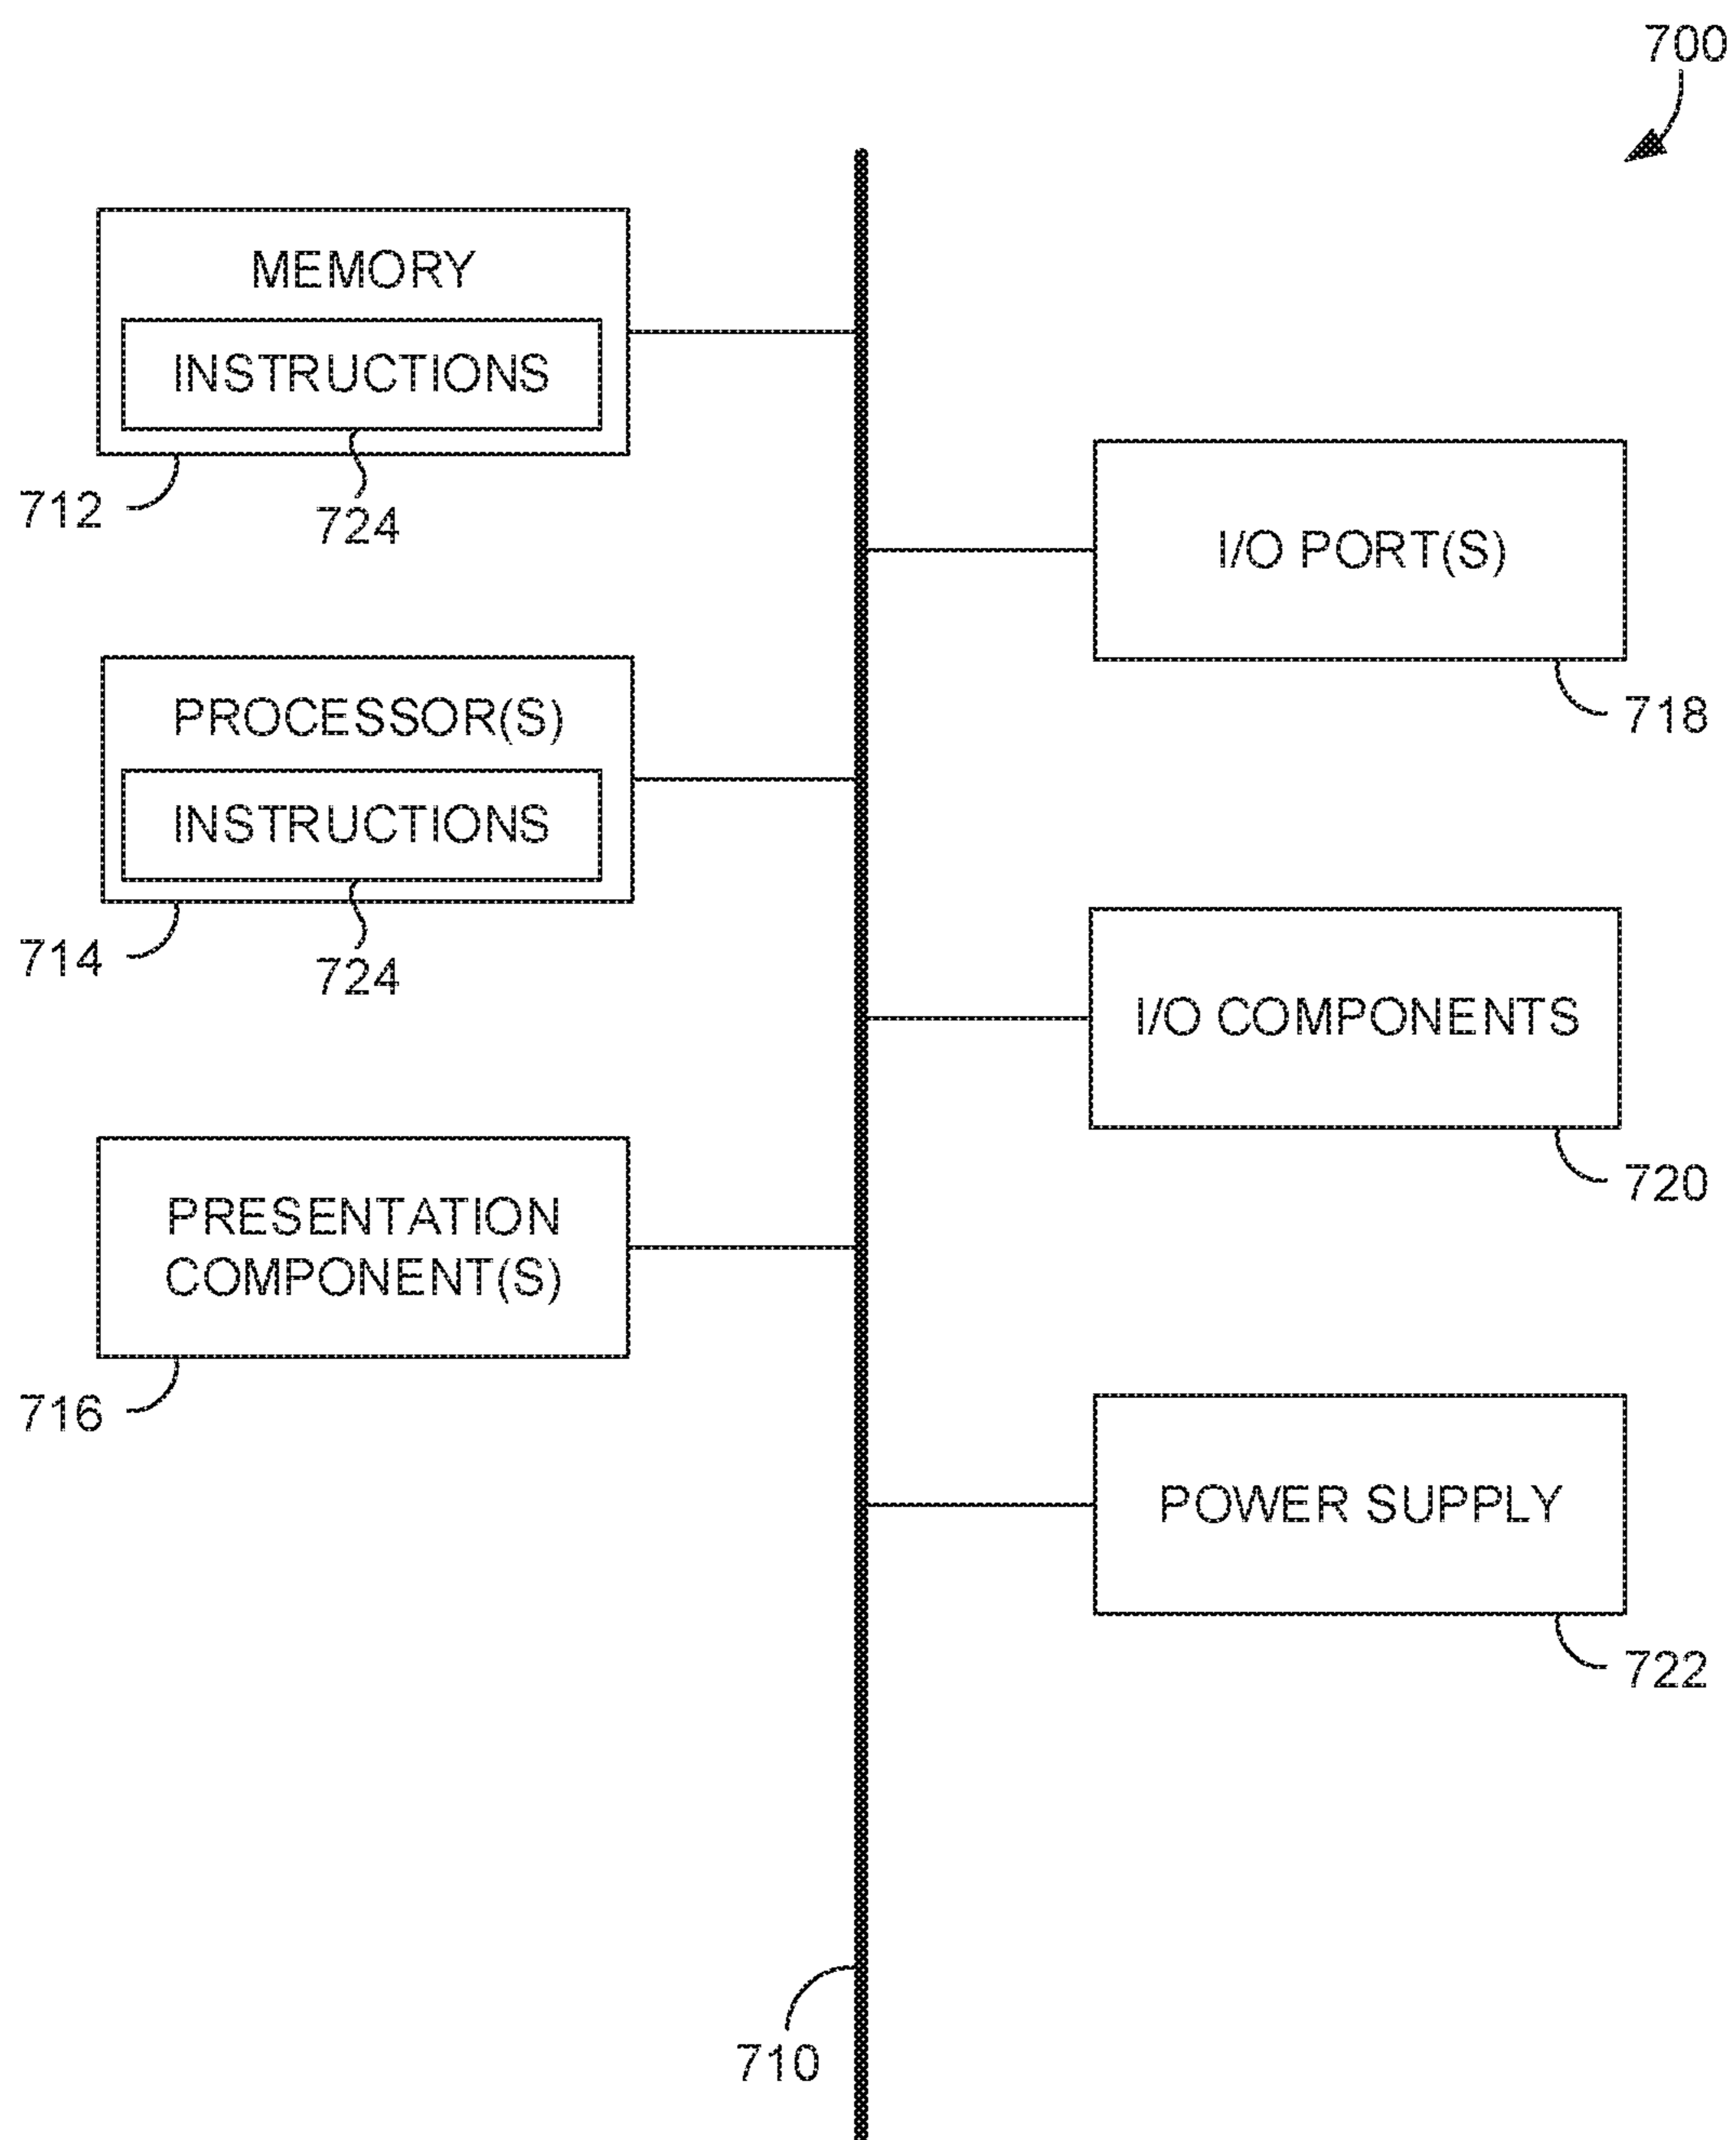 700
MEMORY
INSTRUCTIONS
712
724
I/O PORT(S)
718
PROCESSOR(S)
INSTRUCTIONS
714
724
I/O COMPONENTS
720
PRESENTATION
COMPONENT(S)
716
POWER SUPPLY
722
710